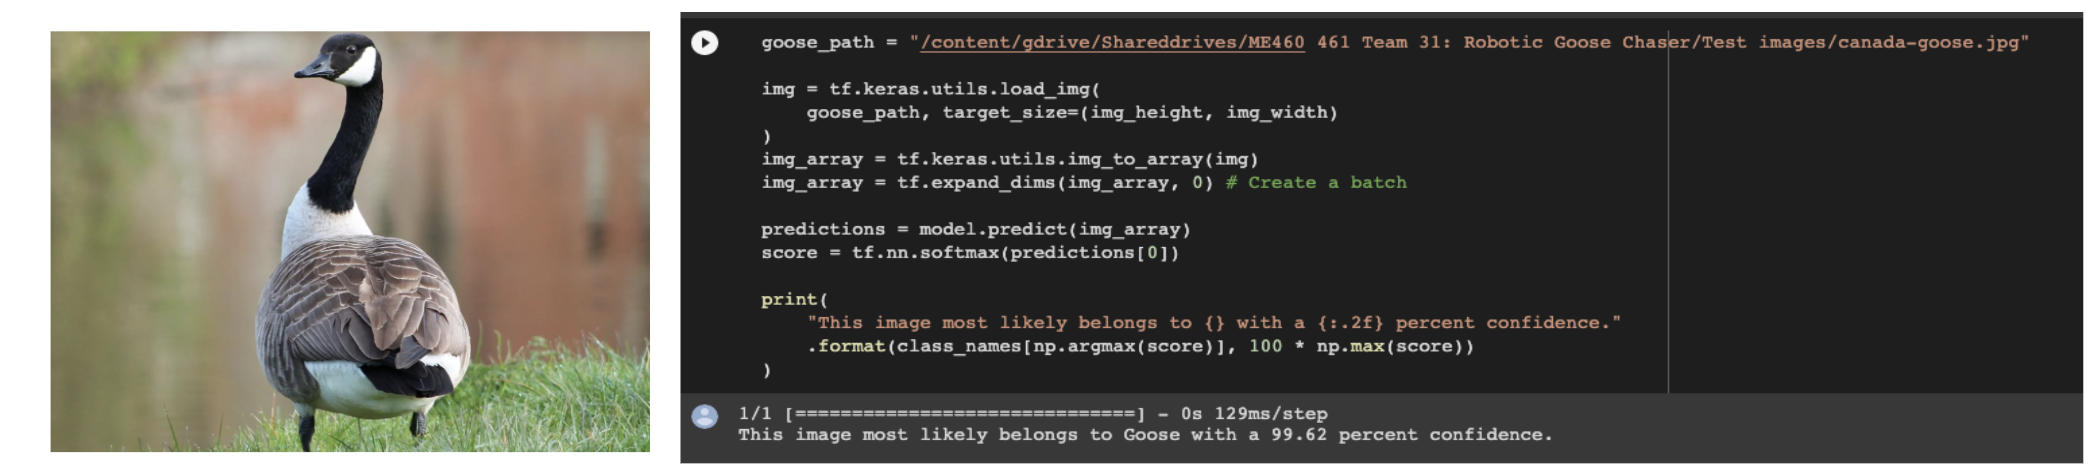 goose_path = "/content/gdrive/Shareddrives/ME460 461 Team 31: Robotic Goose Chaser/Test images/canada-goose.jpg"
img = tf.keras.utils.load_img(
goose_path, target_size=(img_height, img_width)
)
img_array = tf.keras.utils.img_to_array(img)
img_array = tf.expand_dims(img_array, 0) # Create a batch
predictions = model.predict(img_array)
score = tf.nn.softmax(predictions[0])
print(
"This image most likely belongs to {} with a {:.2f} percent confidence."
.format(class_names[np.argmax(score)], 100 * np.max(score))
)
1/1 [==============================] - 0s 129ms/step
This image most likely belongs to Goose with a 99.62 percent confidence.